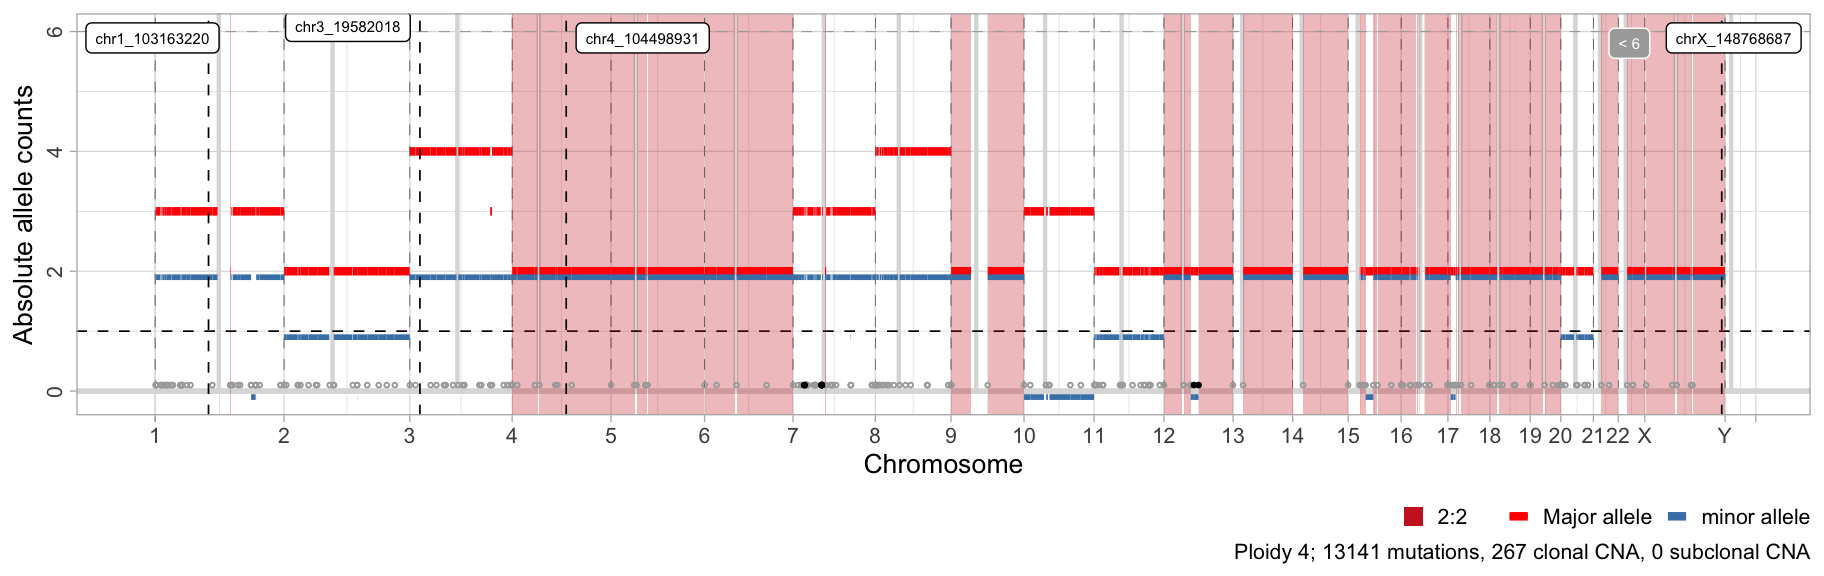 chr1_103163220
chr3_19582018
chr4_104498931
< 6
chrX_148768687
Absolute allele counts
6
4
2
0
1 2 3 4 5 6 7 8 9 10 11 12 13 14 15 16 17 18 19 20 21 22 X Y
Chromosome
2:2 Major allele minor allele
Ploidy 4; 13141 mutations, 267 clonal CNA, 0 subclonal CNA